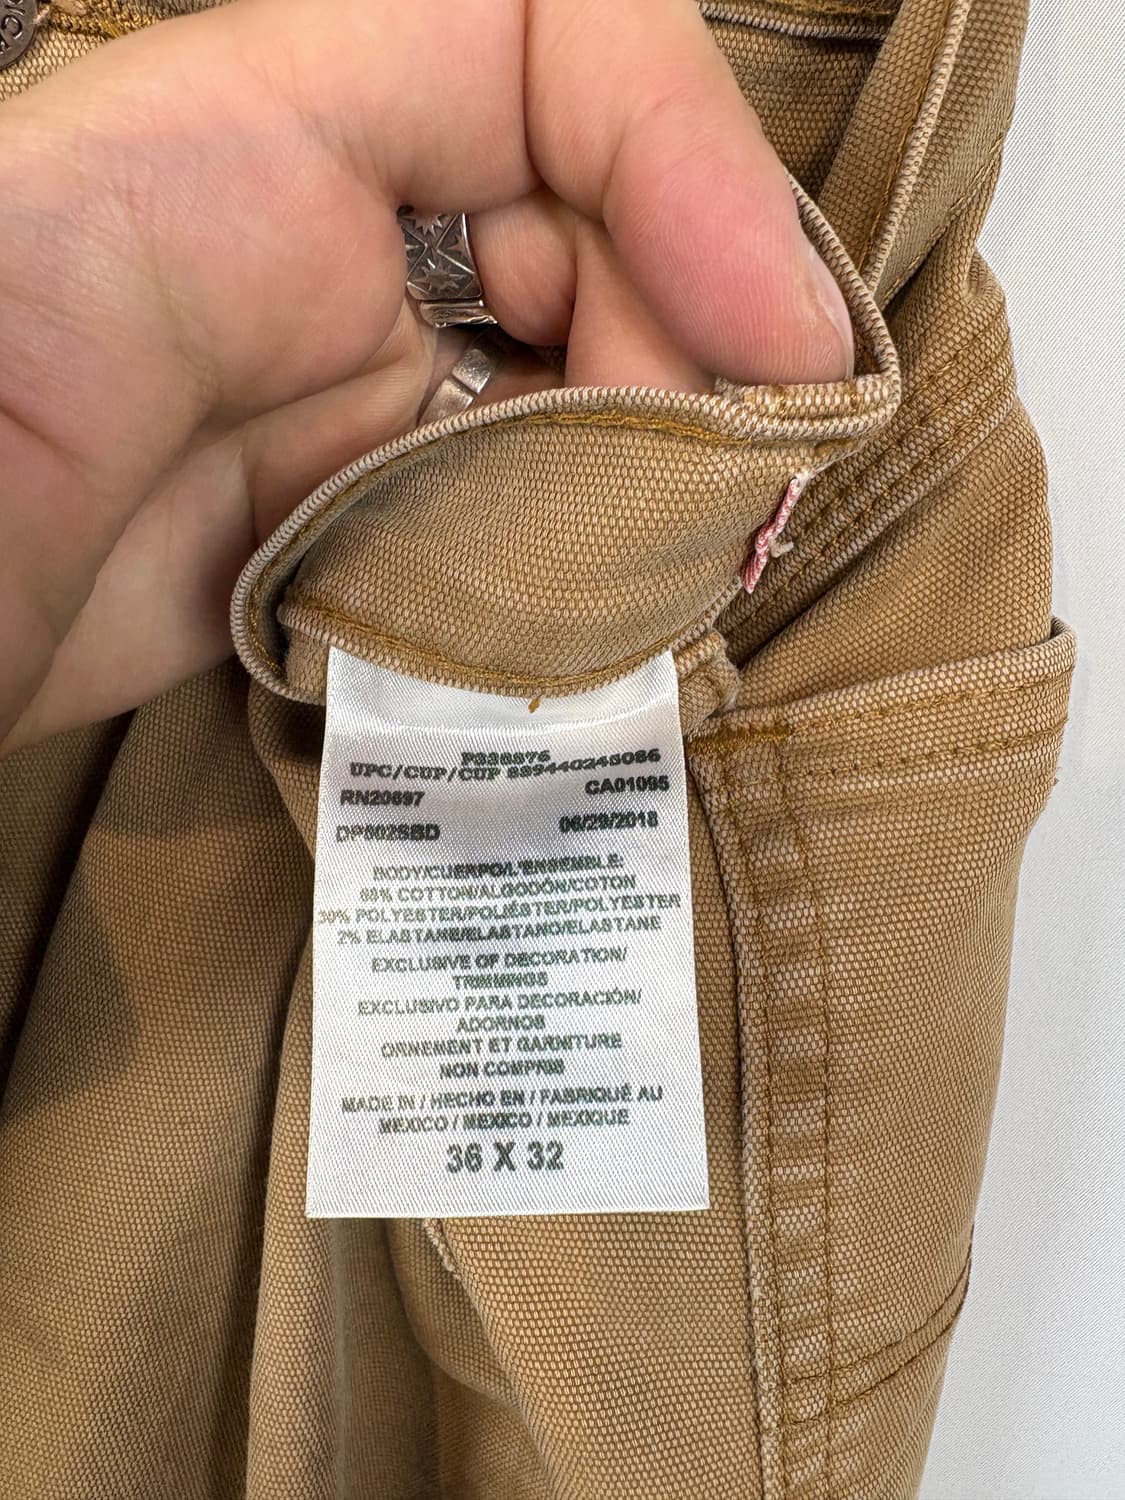 P338876
UPC/CUP/CUP 889440245086
RN20697 CA01095
DP802SBD 06/29/2018
BODY/CUERPO/L'ENSEMBLE:
68% COTTON/ALGODÓN/COTON
30% POLYESTER/POLIÉSTER/POLYESTER
2% ELASTANE/ELASTANO/ELASTANE
EXCLUSIVE OF DECORATION/
TRIMMINGS
EXCLUSIVO PARA DECORACIÓN/
ADORNOS
ORNEMENT ET GARNITURE
NON COMPRIS
MADE IN / HECHO EN / FABRIQUÉ AU
MEXICO / MEXICO / MEXIQUE
36 X 32